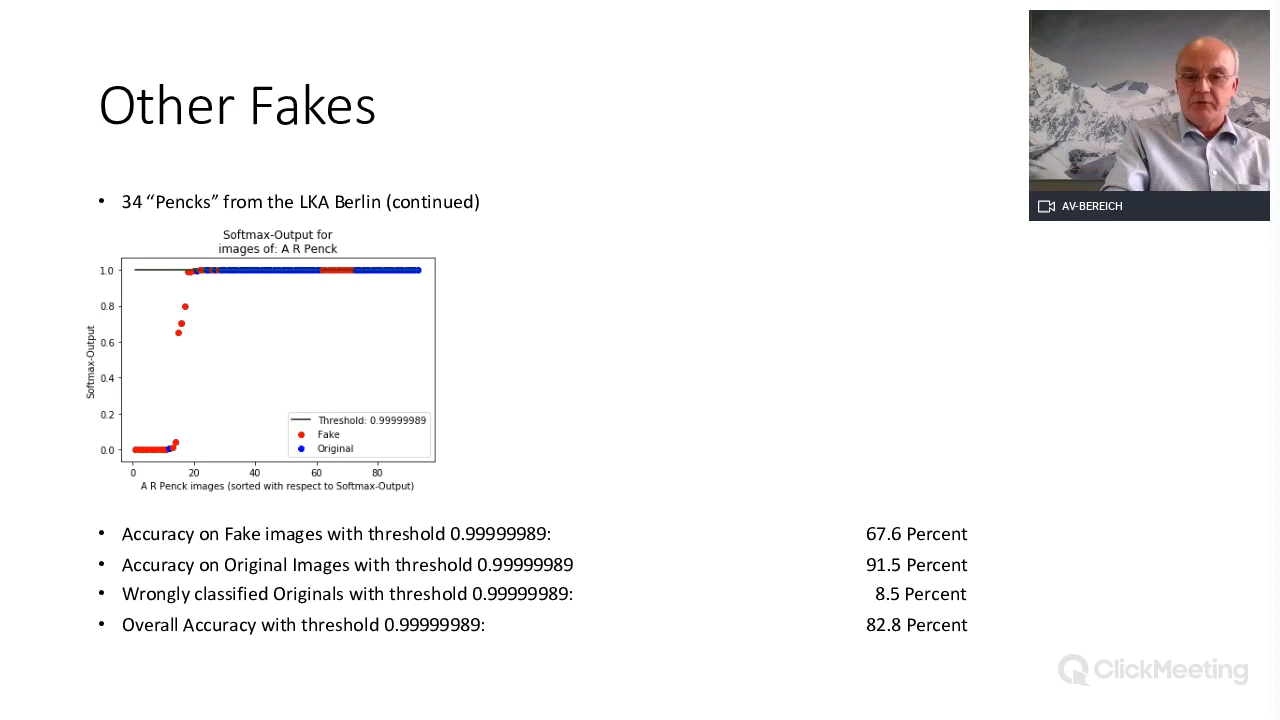 Other Fakes
• 34 “Pencks” from the LKA Berlin (continued)
Softmax-Output for
images of: A R Penck
Softmax-Output
1.0
0.8
0.6
0.4
0.2
0.0
0 20 40 60 80
Threshold: 0.99999989
Fake
Original
A R Penck images (sorted with respect to Softmax-Output)
• Accuracy on Fake images with threshold 0.99999989: 67.6 Percent
• Accuracy on Original Images with threshold 0.99999989 91.5 Percent
• Wrongly classified Originals with threshold 0.99999989: 8.5 Percent
• Overall Accuracy with threshold 0.99999989: 82.8 Percent
AV-BEREICH
ClickMeeting